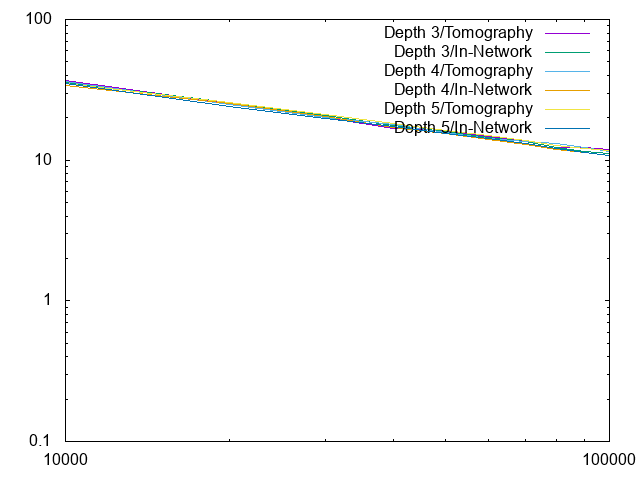 100
10
1
0.1
10000
100000
Depth 3/Tomography
Depth 3/In-Network
Depth 4/Tomography
Depth 4/In-Network
Depth 5/Tomography
Depth 5/In-Network